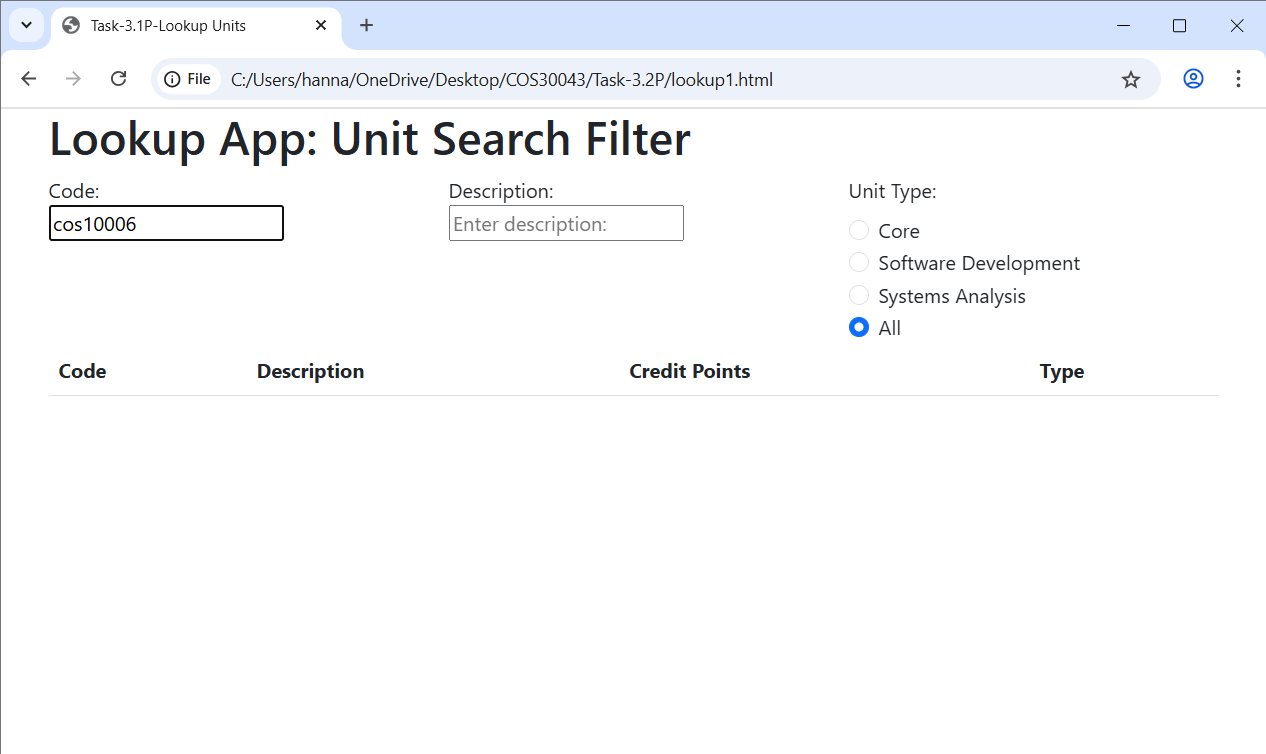 Task-3.1P-Lookup Units
File C:/Users/hanna/OneDrive/Desktop/COS30043/Task-3.2P/lookup1.html
Lookup App: Unit Search Filter
Code: Description: Unit Type:
cos10006 Enter description:
Core
Software Development
Systems Analysis
All
Code Description Credit Points Type